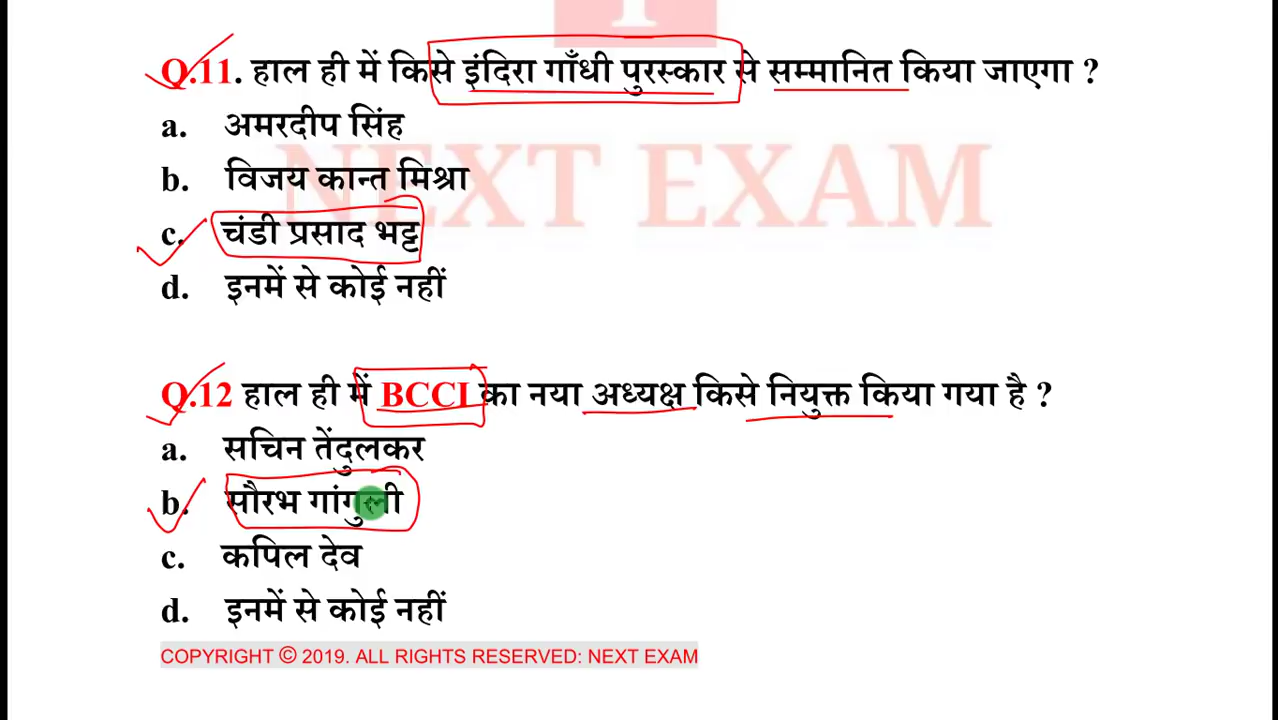 Q.11. हाल ही में किसे इंदिरा गाँधी पुरस्कार से सम्मानित किया जाएगा ?
a. अमरदीप सिंह
NEXT EXAM
b. विजय कान्त मिश्रा
c. चंडी प्रसाद भट्ट
d. इनमें से कोई नहीं
Q.12 हाल ही में BCCI का नया अध्यक्ष किसे नियुक्त किया गया है ?
a. सचिन तेंदुलकर
b. सौरभ गांगुली
c. कपिल देव
d. इनमें से कोई नहीं
COPYRIGHT © 2019. ALL RIGHTS RESERVED: NEXT EXAM